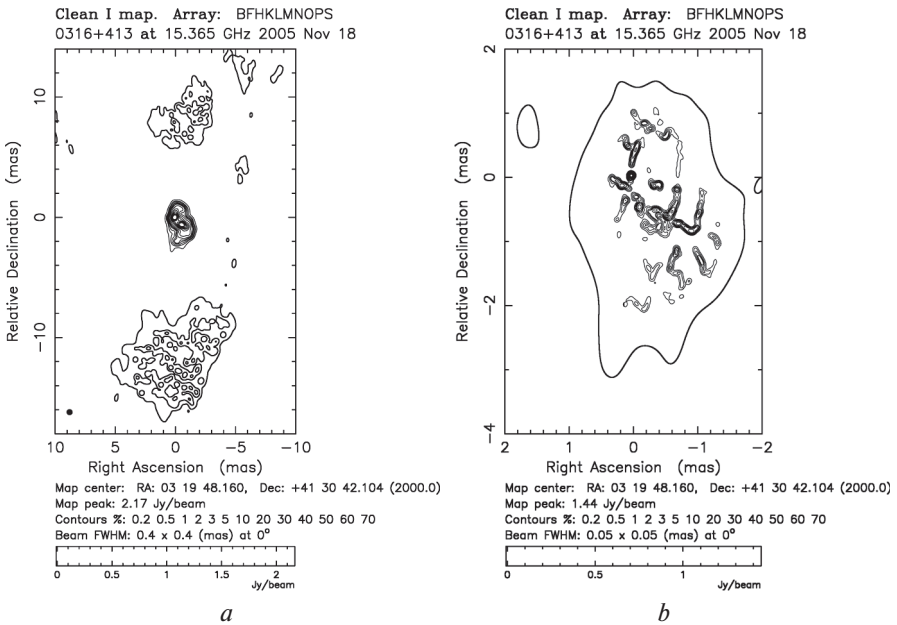 Clean I map. Array: BFHKLMNOPS
0316+413 at 15.365 GHz 2005 Nov 18
10
0
−10
Relative Declination (mas)
10 5 0 −5 −10
Right Ascension (mas)
Map center: RA: 03 19 48.160, Dec: +41 30 42.104 (2000.0)
Map peak: 2.17 Jy/beam
Contours %: 0.2 0.5 1 2 3 5 10 20 30 40 50 60 70
Beam FWHM: 0.4 x 0.4 (mas) at 0°
0 0.5 1 1.5 2
Jy/beam
a
Clean I map. Array: BFHKLMNOPS
0316+413 at 15.365 GHz 2005 Nov 18
2
0
−2
−4
Relative Declination (mas)
2 1 0 −1 −2
Right Ascension (mas)
Map center: RA: 03 19 48.160, Dec: +41 30 42.104 (2000.0)
Map peak: 1.44 Jy/beam
Contours %: 0.2 0.5 1 2 3 5 10 20 30 40 50 60 70
Beam FWHM: 0.05 x 0.05 (mas) at 0°
0 0.5 1
Jy/beam
b